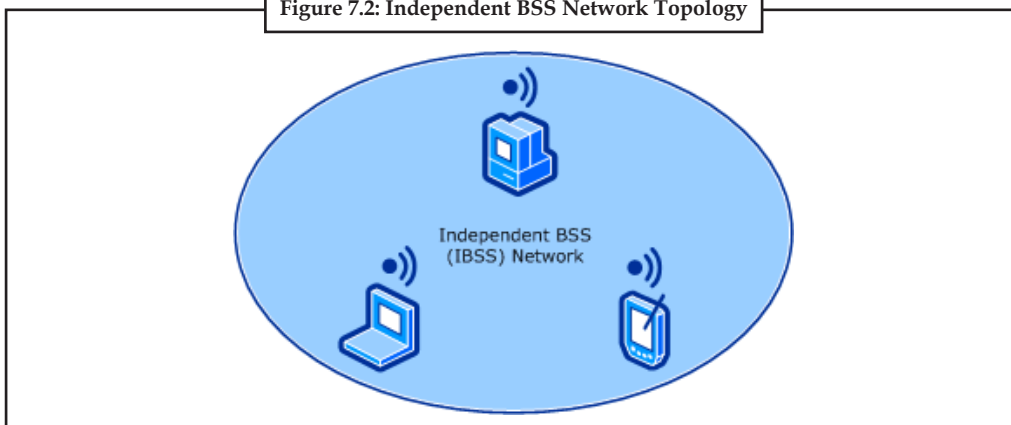 Figure 7.2: Independent BSS Network Topology
Independent BSS
(IBSS) Network